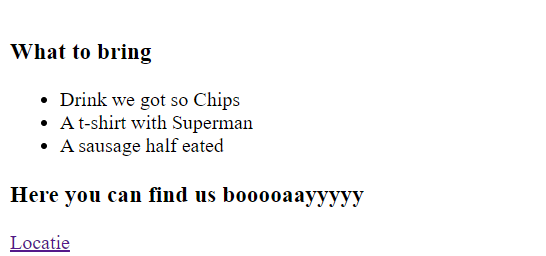 What to bring
Drink we got so Chips
A t-shirt with Superman
A sausage half eated
Here you can find us booooaayyyyy
Locatie